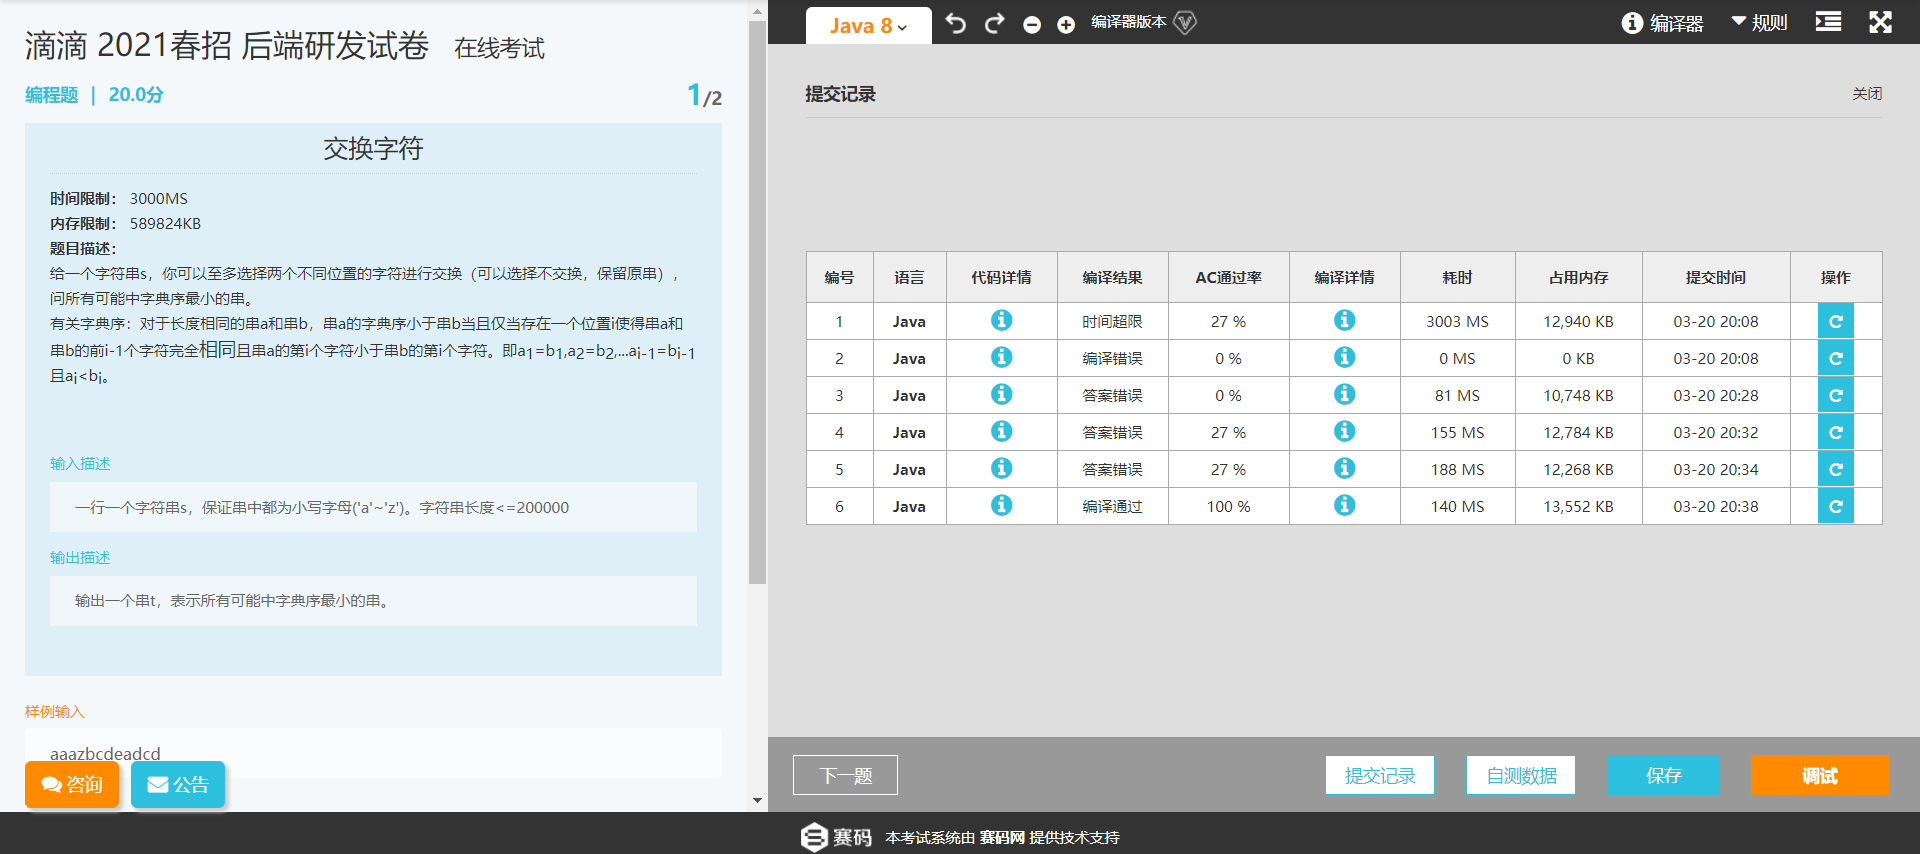 滴滴 2021春招 后端研发试卷 在线考试
编程题 | 20.0分 1/2
交换字符
时间限制： 3000MS
内存限制： 589824KB
题目描述：
给一个字符串s，你可以至多选择两个不同位置的字符进行交换（可以选择不交换，保留原串），
问所有可能中字典序最小的串。
有关字典序：对于长度相同的串a和串b，串a的字典序小于串b当且仅当存在一个位置i使得串a和
串b的前i-1个字符完全相同且串a的第i个字符小于串b的第i个字符。即a1=b1,a2=b2,...ai-1=bi-1
且ai<bi。
输入描述
一行一个字符串s，保证串中都为小写字母('a'~'z')。字符串长度<=200000
输出描述
输出一个串t，表示所有可能中字典序最小的串。
样例输入
aaazbcdeadcd
咨询 公告
Java 8 编译器版本 编译器 规则
提交记录 关闭
编号 语言 代码详情 编译结果 AC通过率 编译详情 耗时 占用内存 提交时间 操作
1 Java 时间超限 27 % 3003 MS 12,940 KB 03-20 20:08
2 Java 编译错误 0 % 0 MS 0 KB 03-20 20:08
3 Java 答案错误 0 % 81 MS 10,748 KB 03-20 20:28
4 Java 答案错误 27 % 155 MS 12,784 KB 03-20 20:32
5 Java 答案错误 27 % 188 MS 12,268 KB 03-20 20:34
6 Java 编译通过 100 % 140 MS 13,552 KB 03-20 20:38
下一题 提交记录 自测数据 保存 调试
赛码 本考试系统由 赛码网 提供技术支持